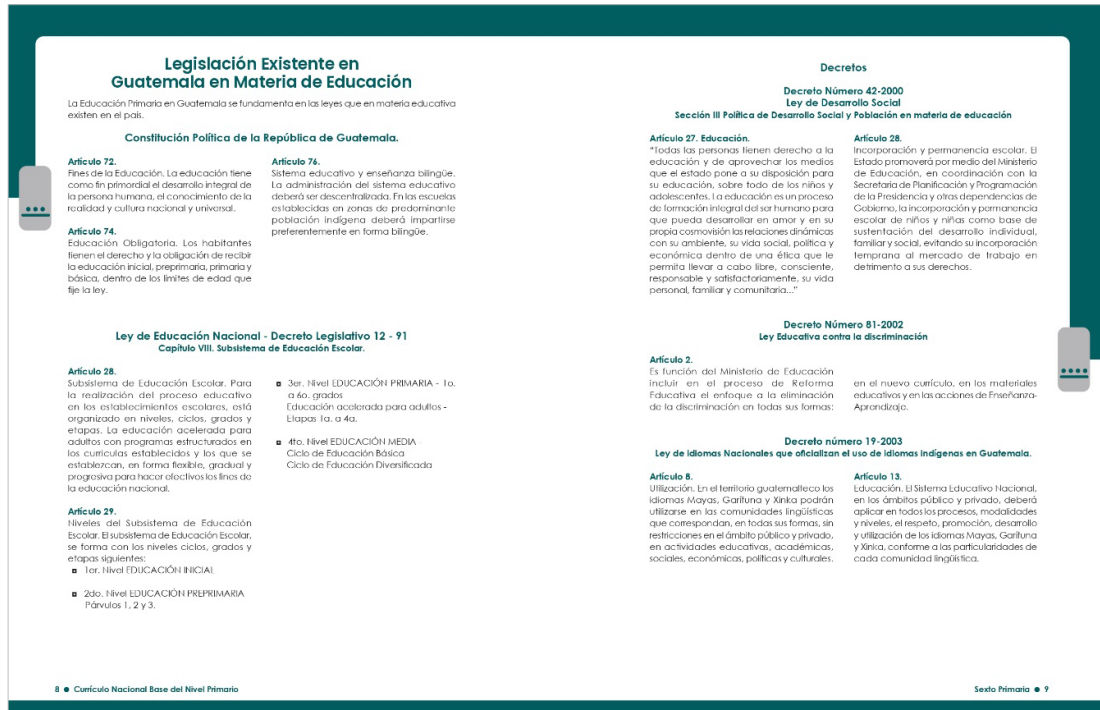 Legislación Existente en
Guatemala en Materia de Educación
La Educación Primaria en Guatemala se fundamenta en las leyes que en materia educativa
existen en el país.
Constitución Política de la República de Guatemala.
Artículo 72.
Fines de la Educación. La educación tiene
como fin primordial el desarrollo integral de
la persona humana, el conocimiento de la
realidad y cultura nacional y universal.
Artículo 74.
Educación Obligatoria. Los habitantes
tienen el derecho y la obligación de recibir
la educación inicial, preprimaria, primaria y
básica, dentro de los límites de edad que
fije la ley.
Artículo 76.
Sistema educativo y enseñanza bilingüe.
La administración del sistema educativo
deberá ser descentralizada. En las escuelas
establecidas en zonas de predominante
población indígena deberá impartirse
preferentemente en forma bilingüe.
Ley de Educación Nacional - Decreto Legislativo 12 - 91
Capítulo VIII. Subsistema de Educación Escolar.
Artículo 28.
Subsistema de Educación Escolar. Para
la realización del proceso educativo
en los establecimientos escolares, está
organizado en niveles, ciclos, grados y
etapas. La educación acelerada para
adultos con programas estructurados en
los currícula establecidos y los que se
establezcan, en forma flexible, gradual y
progresiva para hacer efectivos los fines de
la educación nacional.
Artículo 29.
Niveles del Subsistema de Educación
Escolar. El subsistema de Educación Escolar,
se forma con los niveles ciclos, grados y
etapas siguientes:
1er. Nivel EDUCACIÓN INICIAL
2do. Nivel EDUCACIÓN PREPRIMARIA
Párvulos 1, 2 y 3.
3er. Nivel EDUCACIÓN PRIMARIA - 1o.
a 6o. grados
Educación acelerada para adultos -
Etapas 1a. a 4a.
4to. Nivel EDUCACIÓN MEDIA -
Ciclo de Educación Básica
Ciclo de Educación Diversificada
8 ● Currículo Nacional Base del Nivel Primario
Decretos
Decreto Número 42-2000
Ley de Desarrollo Social
Sección III Política de Desarrollo Social y Población en materia de educación
Artículo 27. Educación.
“Todas las personas tienen derecho a la
educación y de aprovechar los medios
que el estado pone a su disposición para
su educación, sobre todo de los niños y
adolescentes. La educación es un proceso
de formación integral del ser humano para
que pueda desarrollar en amor y en su
propia cosmovisión las relaciones dinámicas
con su ambiente, su vida social, política y
económica dentro de una ética que le
permita llevar a cabo libre, consciente,
responsable y satisfactoriamente, su vida
personal, familiar y comunitaria...”
Artículo 28.
Incorporación y permanencia escolar. El
Estado promoverá por medio del Ministerio
de Educación, en coordinación con la
Secretaría de Planificación y Programación
de la Presidencia y otras dependencias de
Gobierno, la incorporación y permanencia
escolar de niños y niñas como base de
sustentación del desarrollo individual,
familiar y social, evitando su incorporación
temprana al mercado de trabajo en
detrimento a sus derechos.
Decreto Número 81-2002
Ley Educativa contra la discriminación
Artículo 2.
Es función del Ministerio de Educación
incluir en el proceso de Reforma
Educativa el enfoque a la eliminación
de la discriminación en todas sus formas:
en el nuevo currículo, en los materiales
educativos y en las acciones de Enseñanza-
Aprendizaje.
Decreto número 19-2003
Ley de idiomas Nacionales que oficializan el uso de idiomas indígenas en Guatemala.
Artículo 8.
Utilización. En el territorio guatemalteco los
idiomas Mayas, Garífuna y Xinka podrán
utilizarse en las comunidades lingüísticas
que correspondan, en todas sus formas, sin
restricciones en el ámbito público y privado,
en actividades educativas, académicas,
sociales, económicas, políticas y culturales.
Artículo 13.
Educación. El Sistema Educativo Nacional,
en los ámbitos público y privado, deberá
aplicar en todos los procesos, modalidades
y niveles, el respeto, promoción, desarrollo
y utilización de los idiomas Mayas, Garífuna
y Xinka, conforme a las particularidades de
cada comunidad lingüística.
Sexto Primaria ● 9